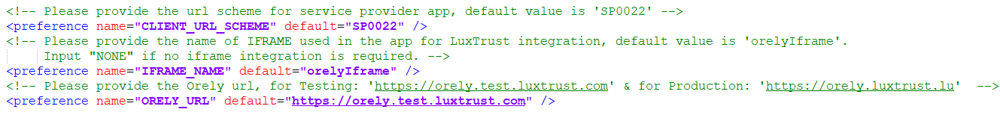 <!-- Please provide the url scheme for service provider app, default value is 'SP0022' -->
<preference name="CLIENT_URL_SCHEME" default="SP0022" />
<!-- Please provide the name of IFRAME used in the app for LuxTrust integration, default value is 'orelyIframe'.
Input "NONE" if no iframe integration is required. -->
<preference name="IFRAME_NAME" default="orelyIframe" />
<!-- Please provide the Orely url, for Testing: 'https://orely.test.luxtrust.com' & for Production: 'https://orely.luxtrust.lu'  -->
<preference name="ORELY_URL" default="https://orely.test.luxtrust.com" />